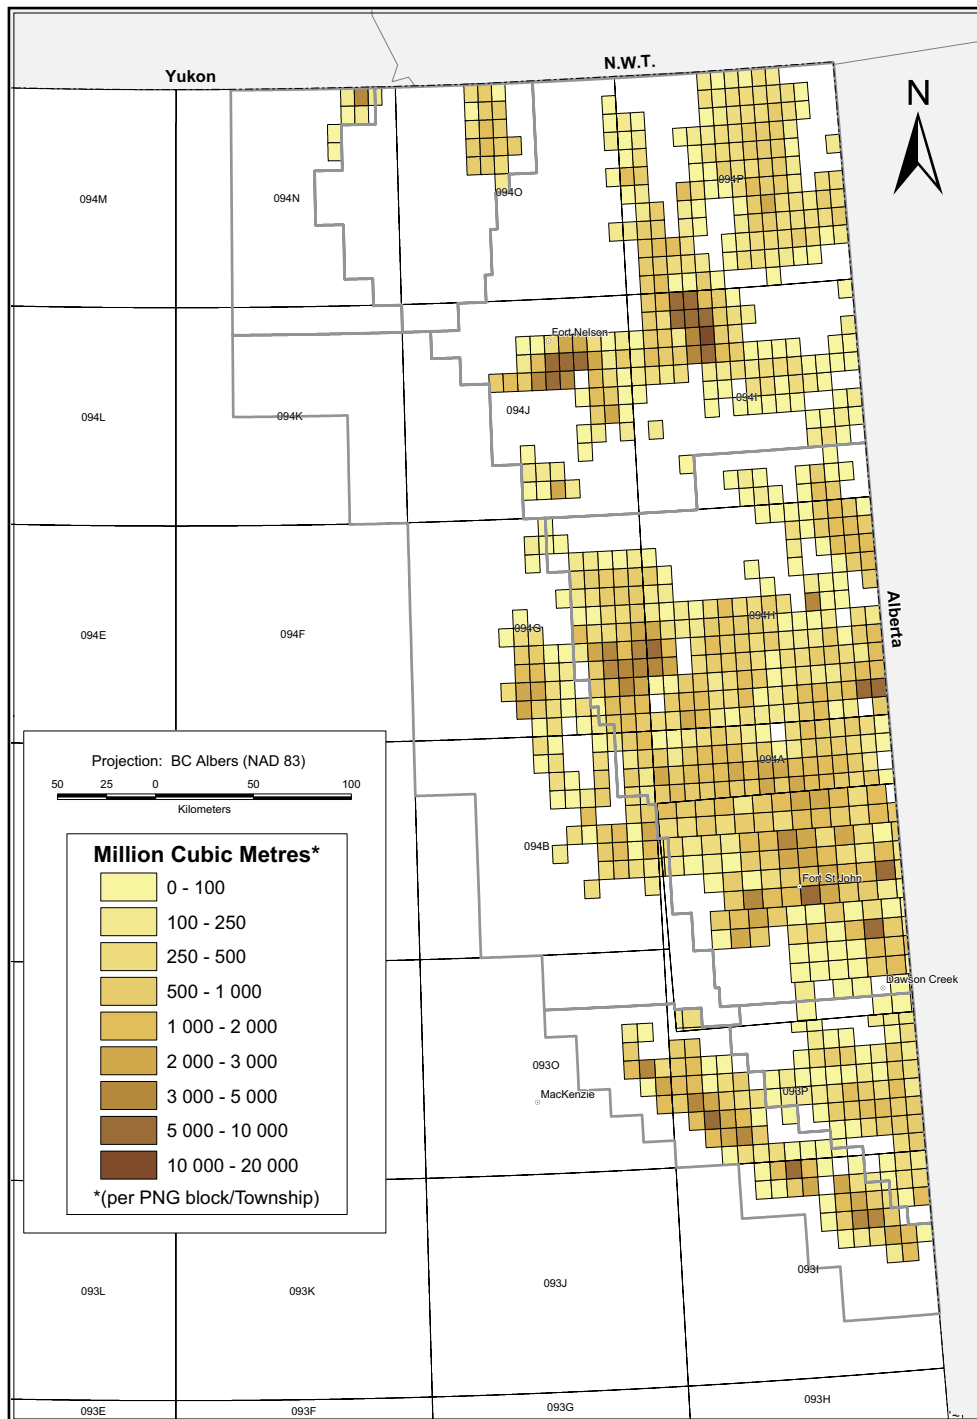 Yukon
N.W.T.
N
094M
094N
094O
094P
Fort Nelson
094L
094K
094J
094I
Alberta
094E
094F
094G
094H
Projection: BC Albers (NAD 83)
50 25 0 50 100
Kilometers
094A
Million Cubic Metres*
0 - 100
100 - 250
250 - 500
500 - 1 000
1 000 - 2 000
2 000 - 3 000
3 000 - 5 000
5 000 - 10 000
10 000 - 20 000
*(per PNG block/Township)
094B
Fort St John
Dawson Creek
093O
MacKenzie
093P
093L
093K
093J
093I
093E
093F
093G
093H